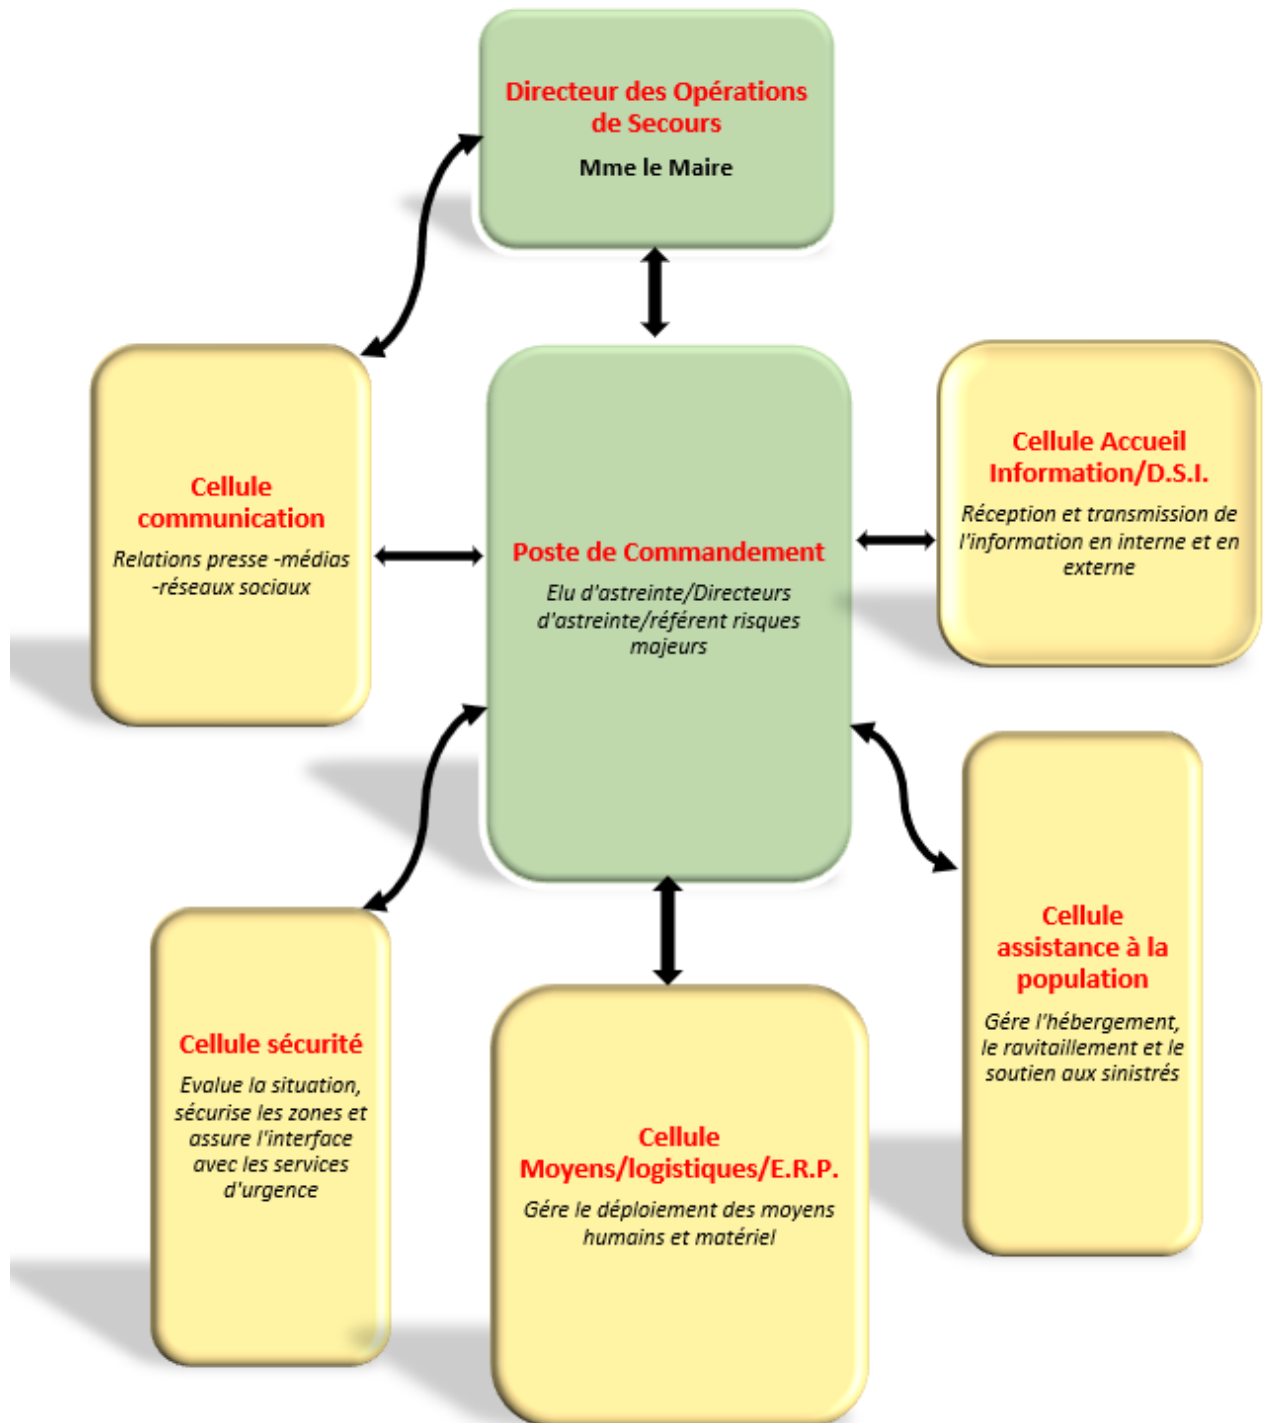 Directeur des Opérations
de Secours
Mme le Maire
Cellule
communication
Relations presse -médias
-réseaux sociaux
Poste de Commandement
Elu d'astreinte/Directeurs
d'astreinte/référent risques
majeurs
Cellule Accueil
Information/D.S.I.
Réception et transmission de
l'information en interne et en
externe
Cellule sécurité
Evalue la situation,
sécurise les zones et
assure l'interface
avec les services
d'urgence
Cellule
Moyens/logistiques/E.R.P.
Gére le déploiement des moyens
humains et matériel
Cellule
assistance à la
population
Gére l'hébergement,
le ravitaillement et le
soutien aux sinistrés